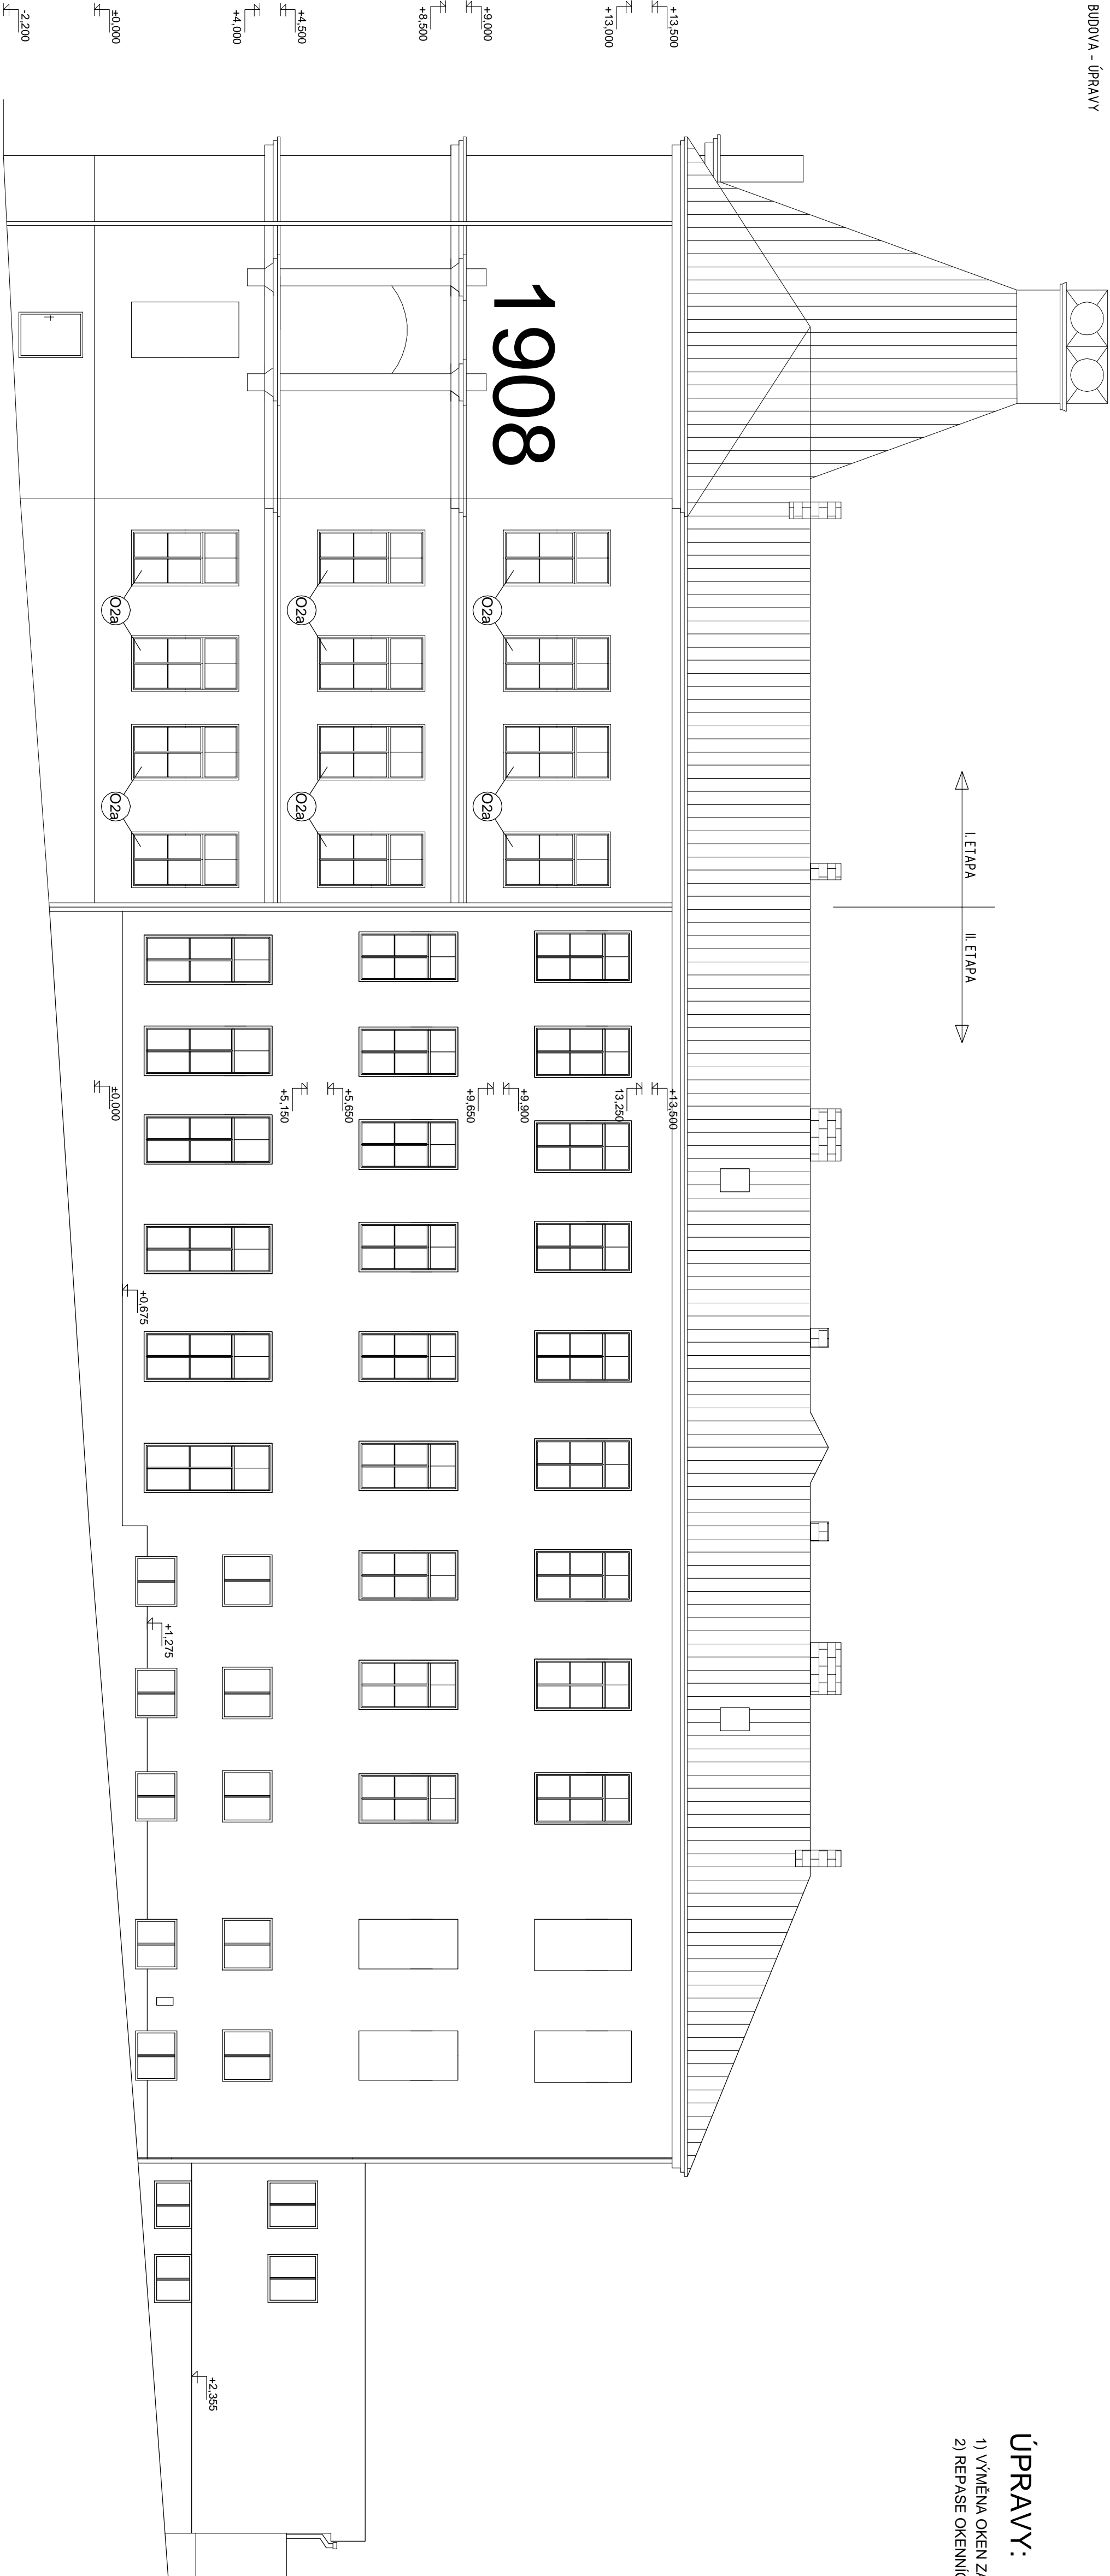 BUDOVA - ÚPRAVY
I. ETAPA
II. ETAPA
ÚPRAVY:
1) VÝMĚNA OKEN
2) REPASE
1908
+13,500
+13,000
+9,000
+8,500
+4,500
+4,000
±0,000
-2,200
O2a
O2a
O2a
O2a
O2a
O2a
+13,500
13,250
+9,900
+9,650
+5,650
+5,150
±0,000
+0,675
+1,275
+2,355